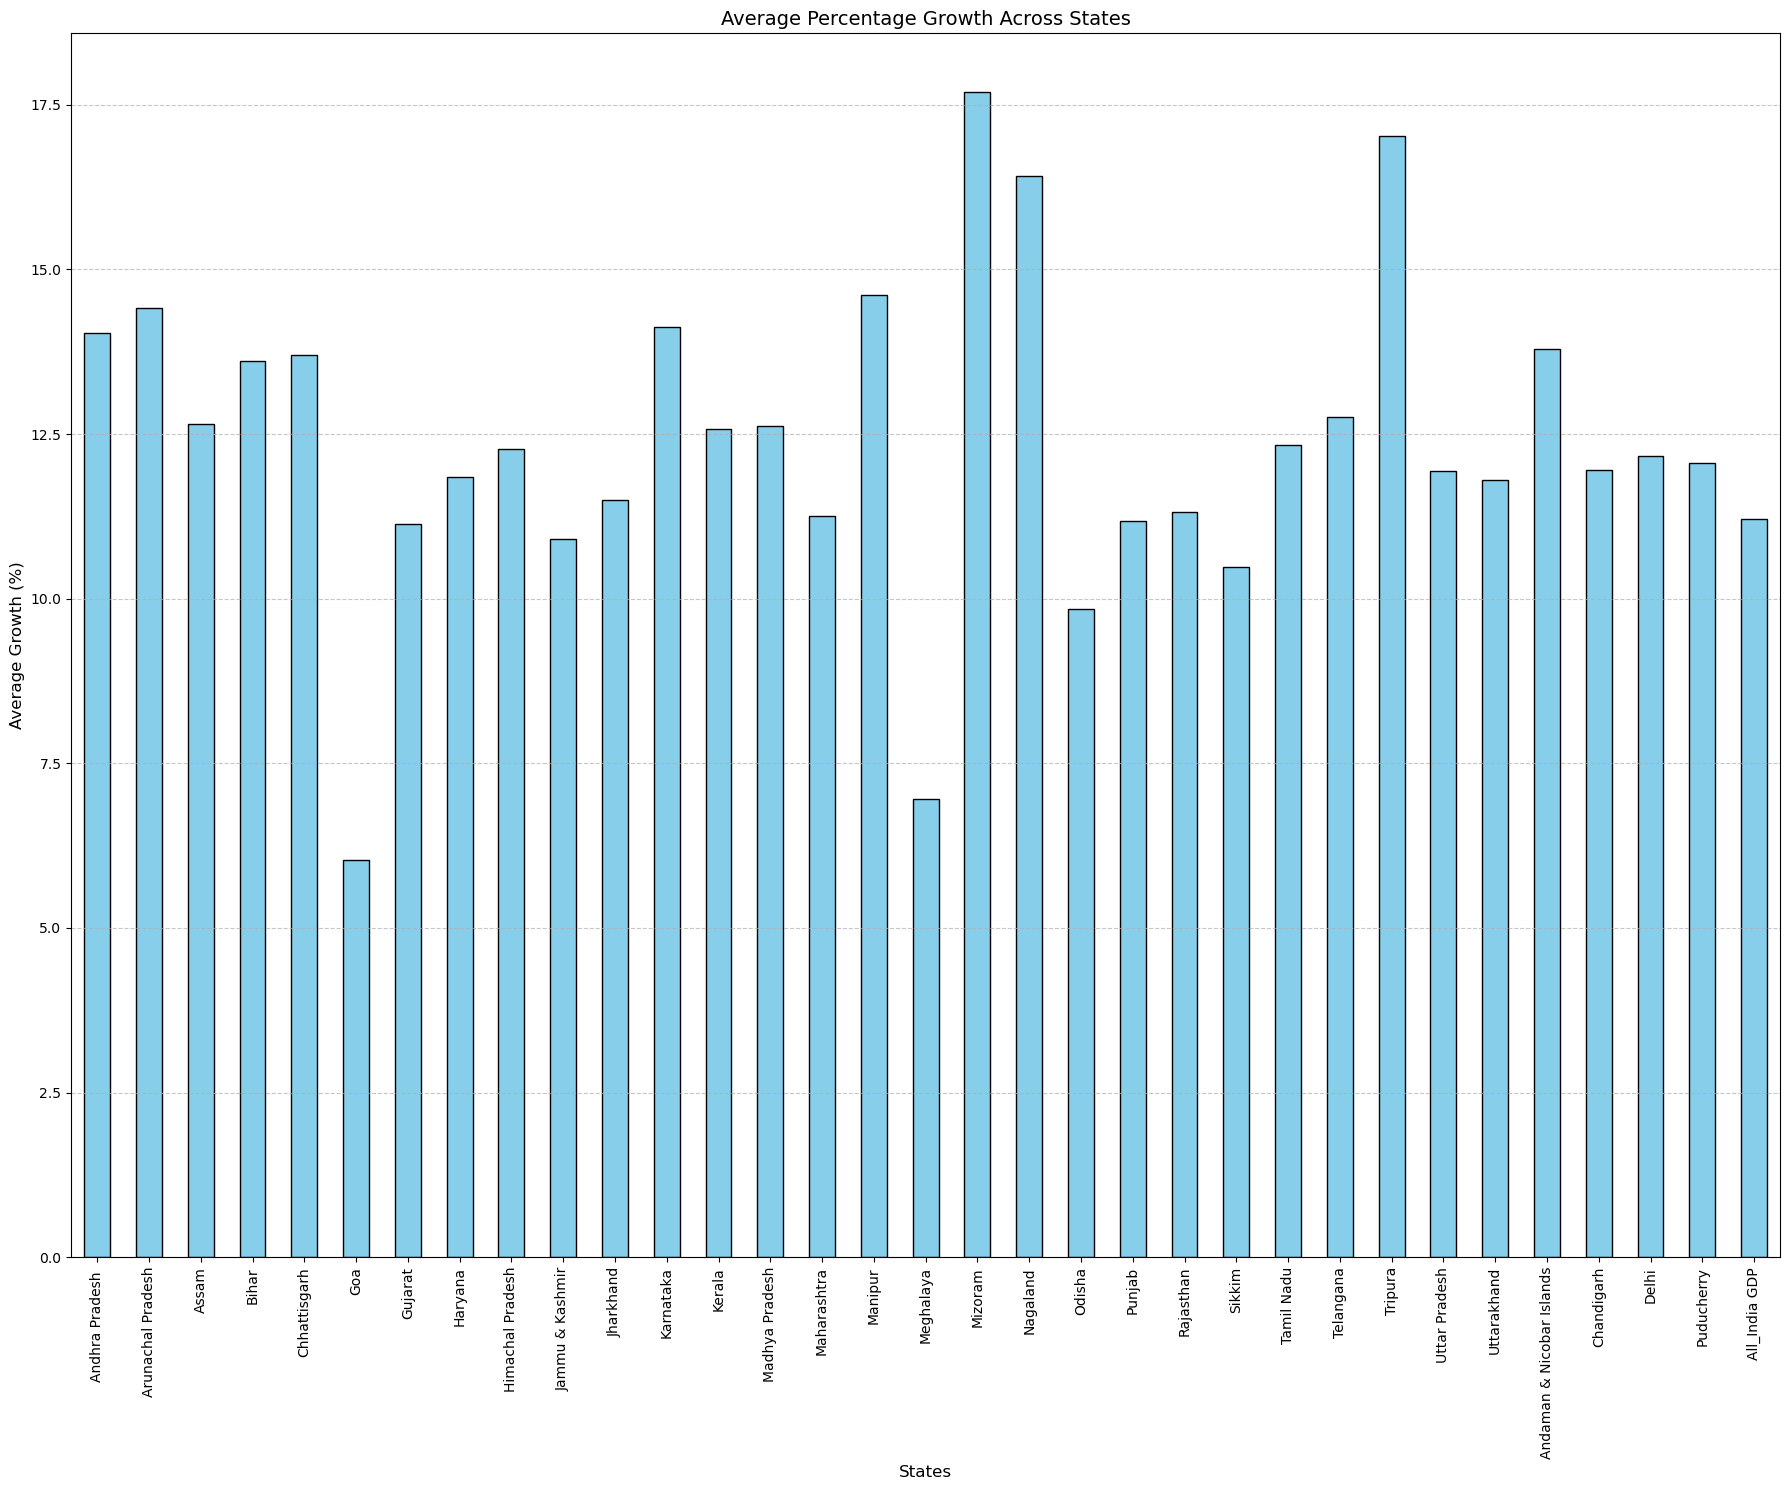 Average Percentage Growth Across States
Average Growth (%)
17.5
15.0
12.5
10.0
7.5
5.0
2.5
0.0
Andhra Pradesh
Arunachal Pradesh
Assam
Bihar
Chhattisgarh
Goa
Gujarat
Haryana
Himachal Pradesh
Jammu & Kashmir
Jharkhand
Karnataka
Kerala
Madhya Pradesh
Maharashtra
Manipur
Meghalaya
Mizoram
Nagaland
Odisha
Punjab
Rajasthan
Sikkim
Tamil Nadu
Telangana
Tripura
Uttar Pradesh
Uttarakhand
Andaman & Nicobar Islands
Chandigarh
Delhi
Puducherry
All_India GDP
States